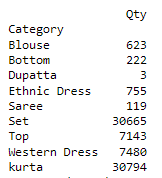 Qty
Category
Blouse 623
Bottom 222
Dupatta 3
Ethnic Dress 755
Saree 119
Set 30665
Top 7143
Western Dress 7480
kurta 30794